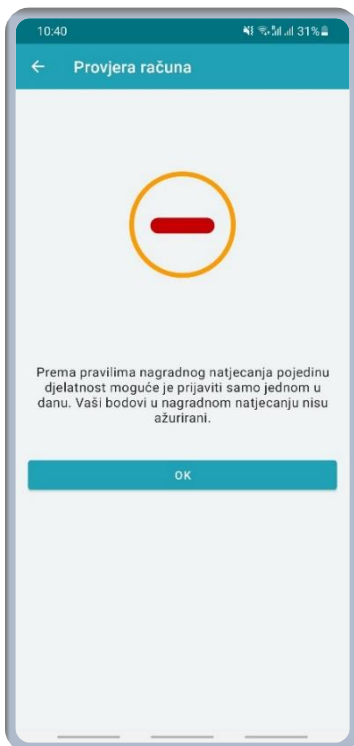 10:40
31%
Provjera računa
Prema pravilima nagradnog natjecanja pojedinu
djelatnost moguće je prijaviti samo jednom u
danu. Vaši bodovi u nagradnom natjecanju nisu
ažurirani.
OK